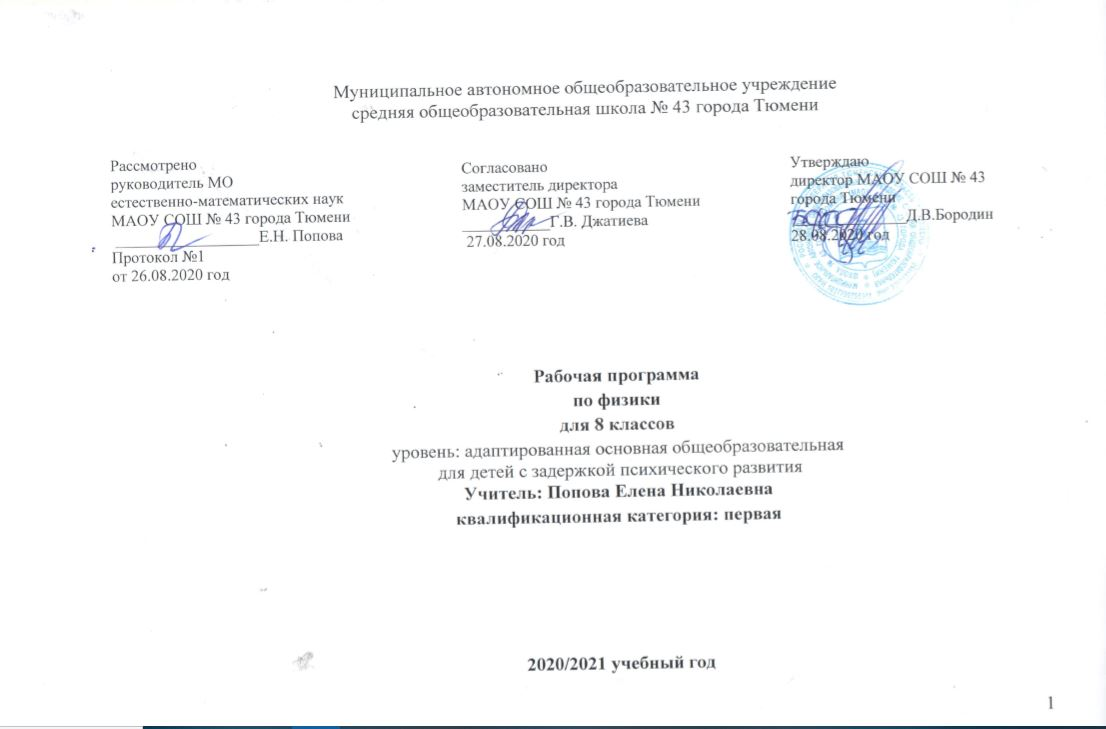 Муниципальное автономное общеобразовательное учреждение
средняя общеобразовательная школа № 43 города Тюмени
Рассмотрено
руководитель МО
естественно-математических наук
МАОУ СОШ № 43 города Тюмени
__________________Е.Н. Попова
Протокол №1
от 26.08.2020 год
Согласовано
заместитель директора
МАОУ СОШ № 43 города Тюмени
___________Г.В. Джатиева
27.08.2020 год
Утверждаю
директор МАОУ СОШ № 43
города Тюмени
Д.В.Бородин
28.08.2020 год
Рабочая программа
по физики
для 8 классов
уровень: адаптированная основная общеобразовательная
для детей с задержкой психического развития
Учитель: Попова Елена Николаевна
квалификационная категория: первая
2020/2021 учебный год
1